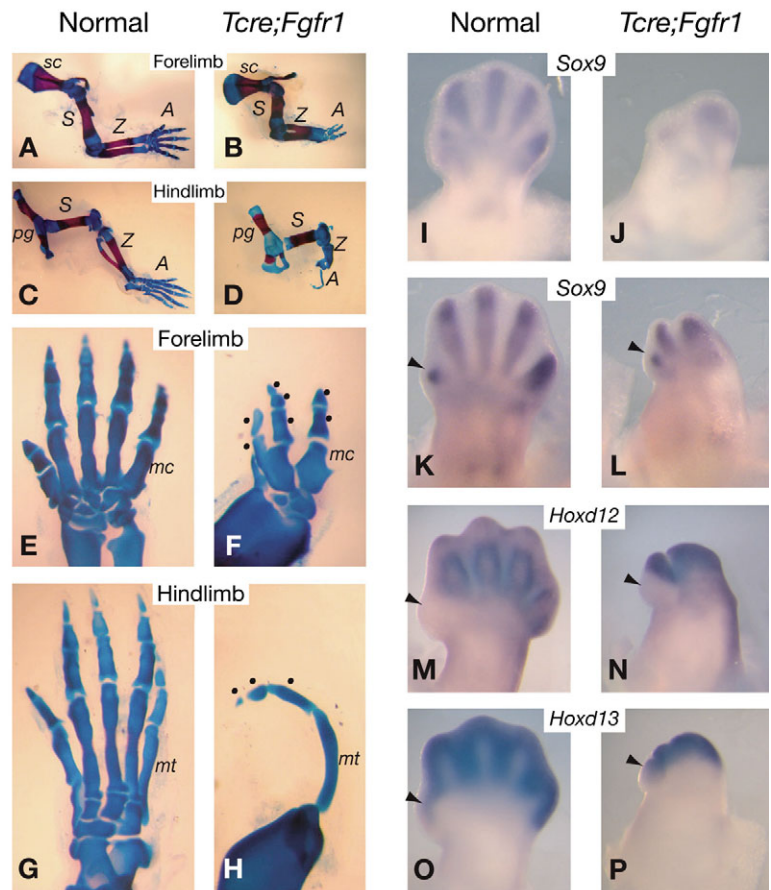 Normal Tcre;Fgfr1 Normal Tcre;Fgfr1
Forelimb
sc S Z A
A
sc S Z A
B
Hindlimb
pg S Z A
C
pg S Z A
D
Forelimb
mc
E
mc
F
Hindlimb
mt
G
mt
H
Sox9
I J
Sox9
K L
Hoxd12
M N
Hoxd13
O P